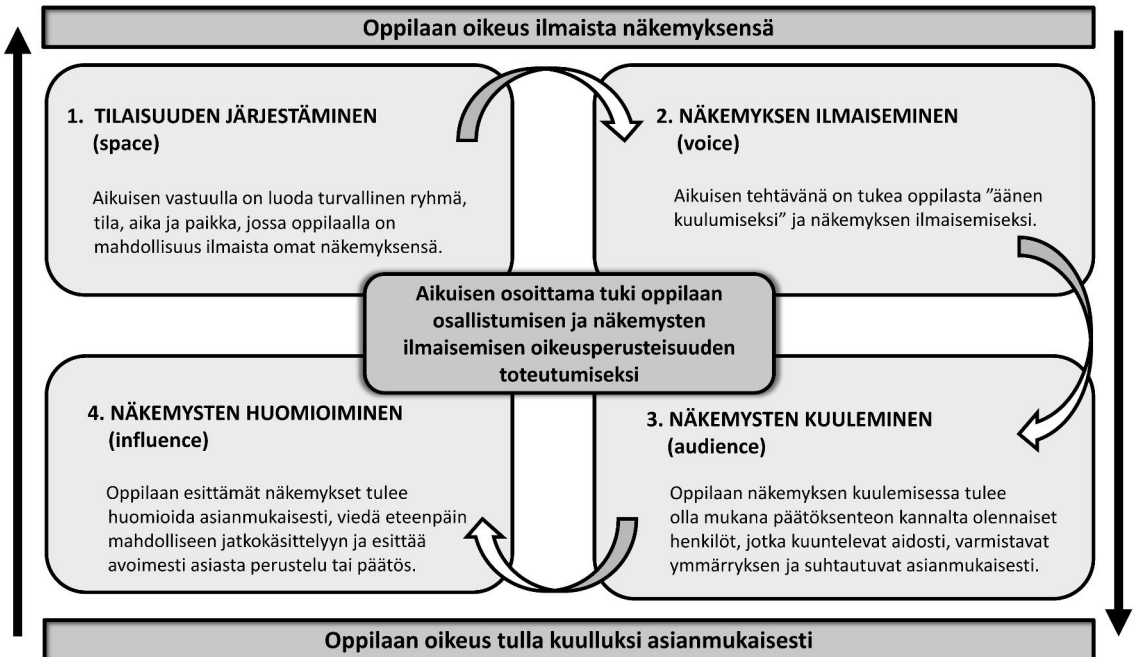 Oppilaan oikeus ilmaista näkemyksensä
1. TILAISUUDEN JÄRJESTÄMINEN
(space)
Aikuisen vastuulla on luoda turvallinen ryhmä,
tila, aika ja paikka, jossa oppilaalla on
mahdollisuus ilmaista omat näkemyksensä.
2. NÄKEMYKSEN ILMAISEMINEN
(voice)
Aikuisen tehtävänä on tukea oppilasta ”äänen
kuulumiseksi” ja näkemyksen ilmaisemiseksi.
Aikuisen osoittama tuki oppilaan
osallistumisen ja näkemysten
ilmaisemisen oikeusperusteisuuden
toteutumiseksi
4. NÄKEMYSTEN HUOMIOIMINEN
(influence)
Oppilaan esittämät näkemykset tulee
huomioida asianmukaisesti, viedä eteenpäin
mahdolliseen jatkokäsittelyyn ja esittää
avoimesti asiasta perustelu tai päätös.
3. NÄKEMYSTEN KUULEMINEN
(audience)
Oppilaan näkemyksen kuulemisessa tulee
olla mukana päätöksenteon kannalta olennaiset
henkilöt, jotka kuuntelevat aidosti, varmistavat
ymmärryksen ja suhtautuvat asianmukaisesti.
Oppilaan oikeus tulla kuulluksi asianmukaisesti